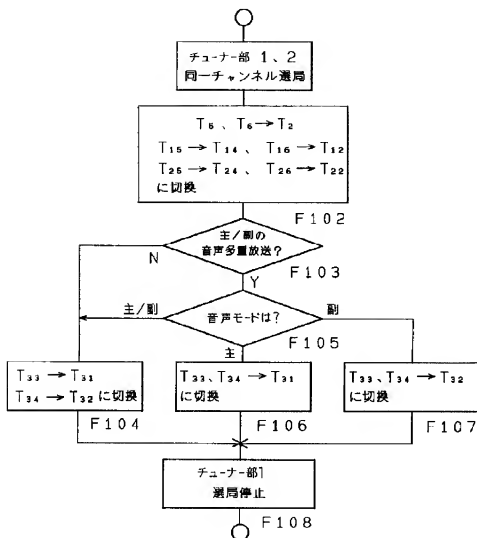 チューナー部 1、2
同一チャンネル選局
T₅、T₆→T₂
T₁₅→T₁₄、T₁₆→T₁₂
T₂₅→T₂₄、T₂₆→T₂₂
に切換
F102
主/副の
音声多重放送?
N
F103
Y
主/副
音声モードは?
副
F105
主
T₃₃→T₃₁
T₃₄→T₃₂に切換
F104
T₃₃、T₃₄→T₃₁
に切換
F106
T₃₃、T₃₄→T₃₂
に切換
F107
チューナー部1
選局停止
F108